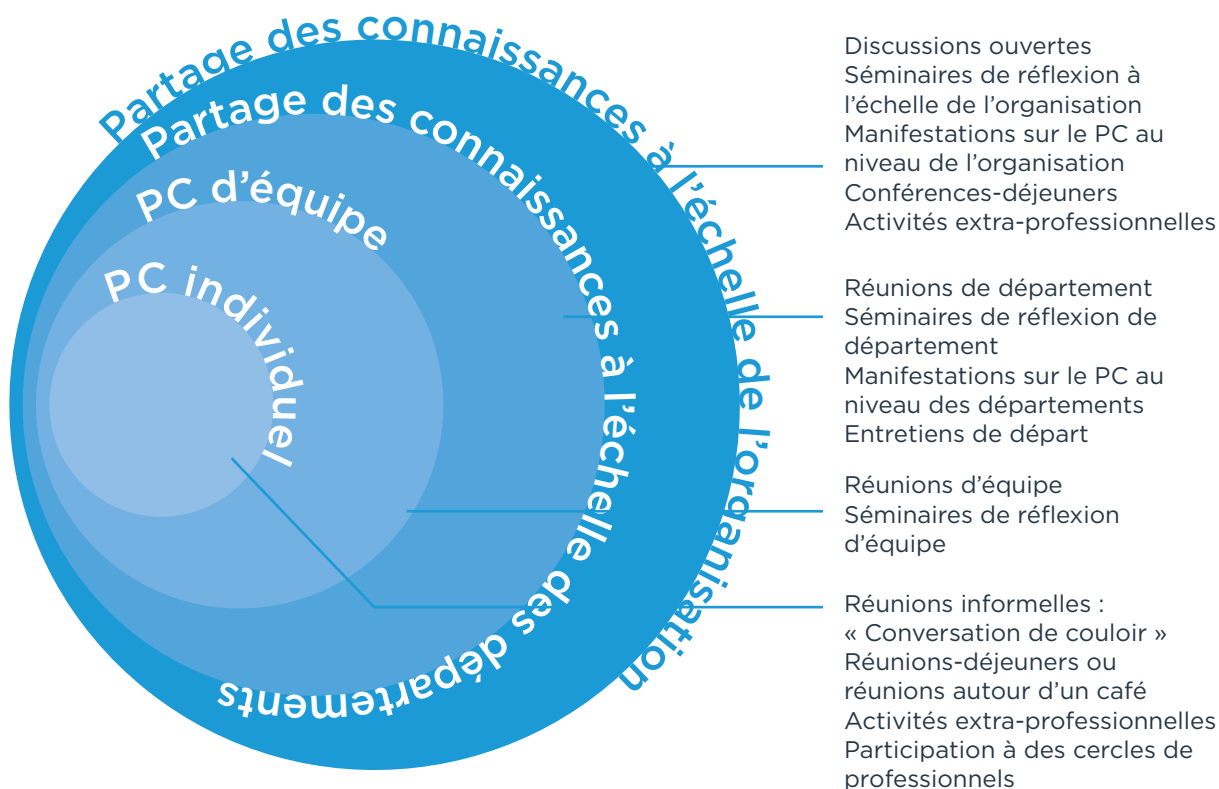 Partage des connaissances à l'échelle de l'organisation
Partage des connaissances à l'échelle des départements
PC d'équipe
PC individuel
Discussions ouvertes
Séminaires de réflexion à
l’échelle de l’organisation
Manifestations sur le PC au
niveau de l’organisation
Conférences-déjeuners
Activités extra-professionnelles
Réunions de département
Séminaires de réflexion de
département
Manifestations sur le PC au
niveau des départements
Entretiens de départ
Réunions d’équipe
Séminaires de réflexion
d’équipe
Réunions informelles :
« Conversation de couloir »
Réunions-déjeuners ou
réunions autour d’un café
Activités extra-professionnelles
Participation à des cercles de
professionnels